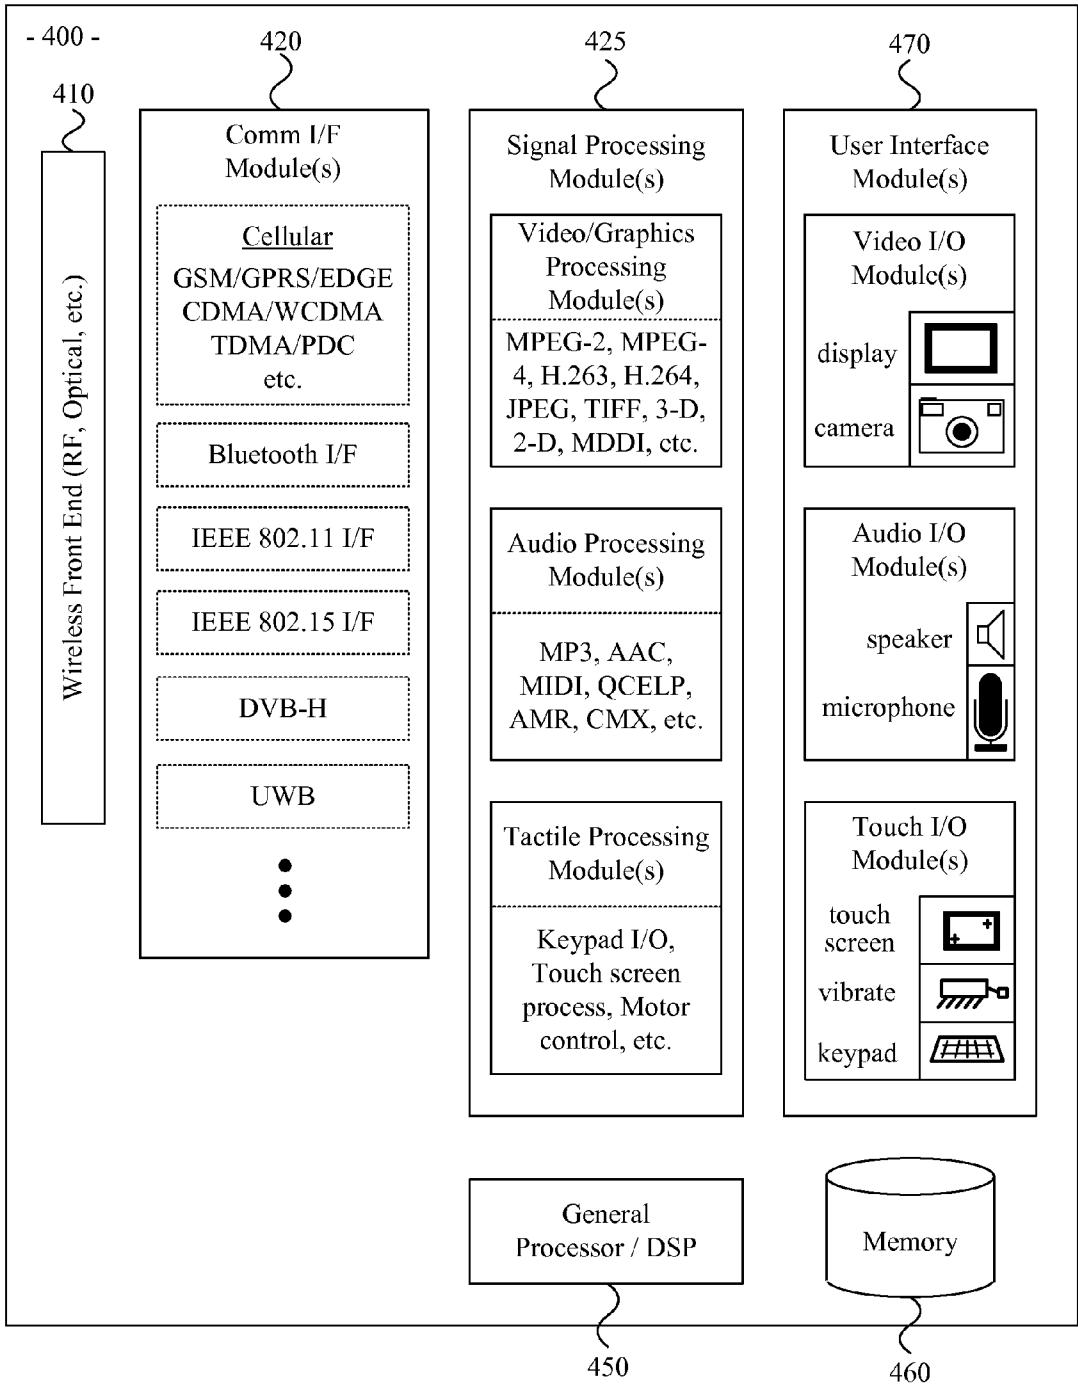 - 400 -
410
Wireless Front End (RF, Optical, etc.)
420
Comm I/F
Module(s)
Cellular
GSM/GPRS/EDGE
CDMA/WCDMA
TDMA/PDC
etc.
Bluetooth I/F
IEEE 802.11 I/F
IEEE 802.15 I/F
DVB-H
UWB
425
Signal Processing
Module(s)
Video/Graphics
Processing
Module(s)
MPEG-2, MPEG-
4, H.263, H.264,
JPEG, TIFF, 3-D,
2-D, MDDI, etc.
Audio Processing
Module(s)
MP3, AAC,
MIDI, QCELP,
AMR, CMX, etc.
Tactile Processing
Module(s)
Keypad I/O,
Touch screen
process, Motor
control, etc.
470
User Interface
Module(s)
Video I/O
Module(s)
display
camera
Audio I/O
Module(s)
speaker
microphone
Touch I/O
Module(s)
touch
screen
vibrate
keypad
General
Processor / DSP
450
Memory
460